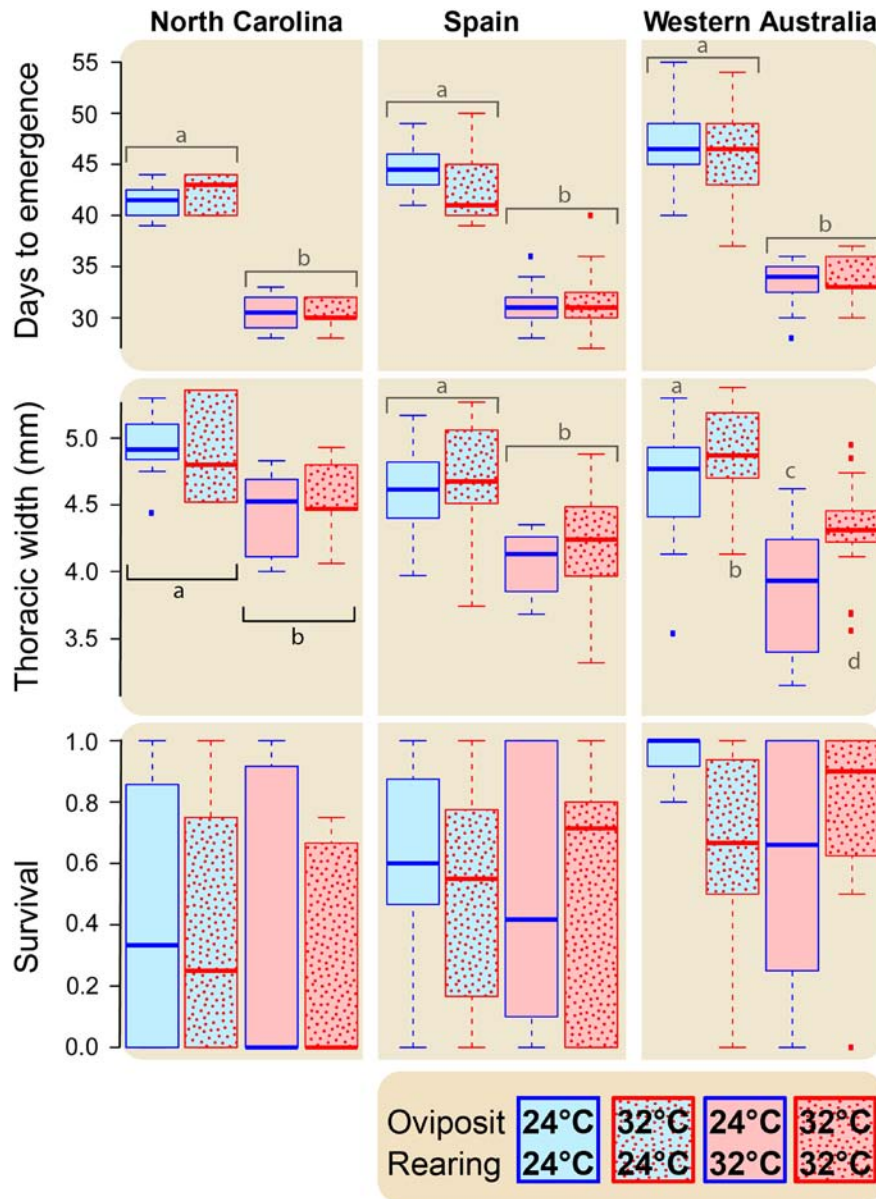 North Carolina Spain Western Australia
Days to emergence
55
50
45
40
35
30
a
b
a
b
a
b
Thoracic width (mm)
5.0
4.5
4.0
3.5
a
b
a
b
a
b
c
d
Survival
1.0
0.8
0.6
0.4
0.2
0.0
Oviposit 24°C 32°C 24°C 32°C
Rearing 24°C 24°C 32°C 32°C